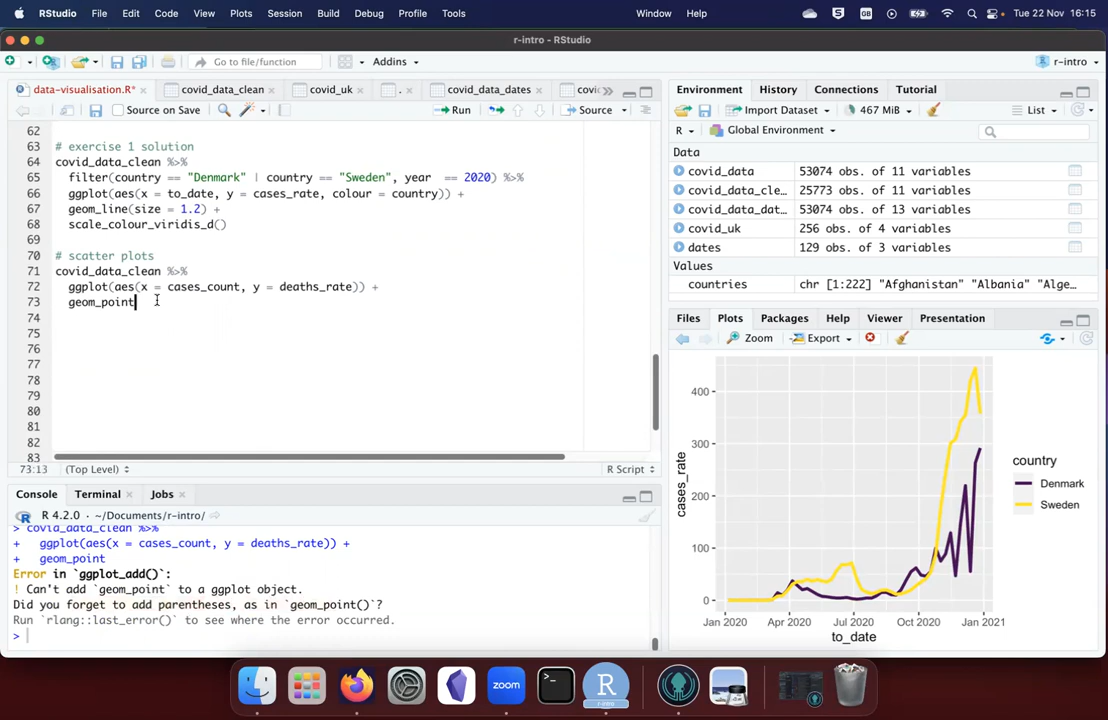 RStudio File Edit Code View Plots Session Build Debug Profile Tools Window Help S GB Tue 22 Nov 16:15
r-intro - RStudio
Go to file/function Addins r-intro
data-visualisation.R* covid_data_clean covid_uk . covid_data_dates covi
Source on Save Run Source
62
63 # exercise 1 solution
64 covid_data_clean %>%
65 filter(country == "Denmark" | country == "Sweden", year == 2020) %>%
66 ggplot(aes(x = to_date, y = cases_rate, colour = country)) +
67 geom_line(size = 1.2) +
68 scale_colour_viridis_d()
69
70 # scatter plots
71 covid_data_clean %>%
72 ggplot(aes(x = cases_count, y = deaths_rate)) +
73 geom_point
74
75
76
77
78
79
80
81
82
83
73:13 (Top Level) R Script
Console Terminal Jobs
R 4.2.0 · ~/Documents/r-intro/
> covid_data_clean %>%
+ ggplot(aes(x = cases_count, y = deaths_rate)) +
+ geom_point
Error in `ggplot_add()`:
! Can't add `geom_point` to a ggplot object.
Did you forget to add parentheses, as in `geom_point()`?
Run `rlang::last_error()` to see where the error occurred.
>
Environment History Connections Tutorial
Import Dataset 467 MiB List
R Global Environment
Data
covid_data 53074 obs. of 11 variables
covid_data_cle… 25773 obs. of 11 variables
covid_data_dat… 53074 obs. of 13 variables
covid_uk 256 obs. of 4 variables
dates 129 obs. of 3 variables
Values
countries chr [1:222] "Afghanistan" "Albania" "Alge…
Files Plots Packages Help Viewer Presentation
Zoom Export
cases_rate
400
300
200
100
0
Jan 2020 Apr 2020 Jul 2020 Oct 2020 Jan 2021
to_date
country
Denmark
Sweden
zoom
>_
R
r-intro